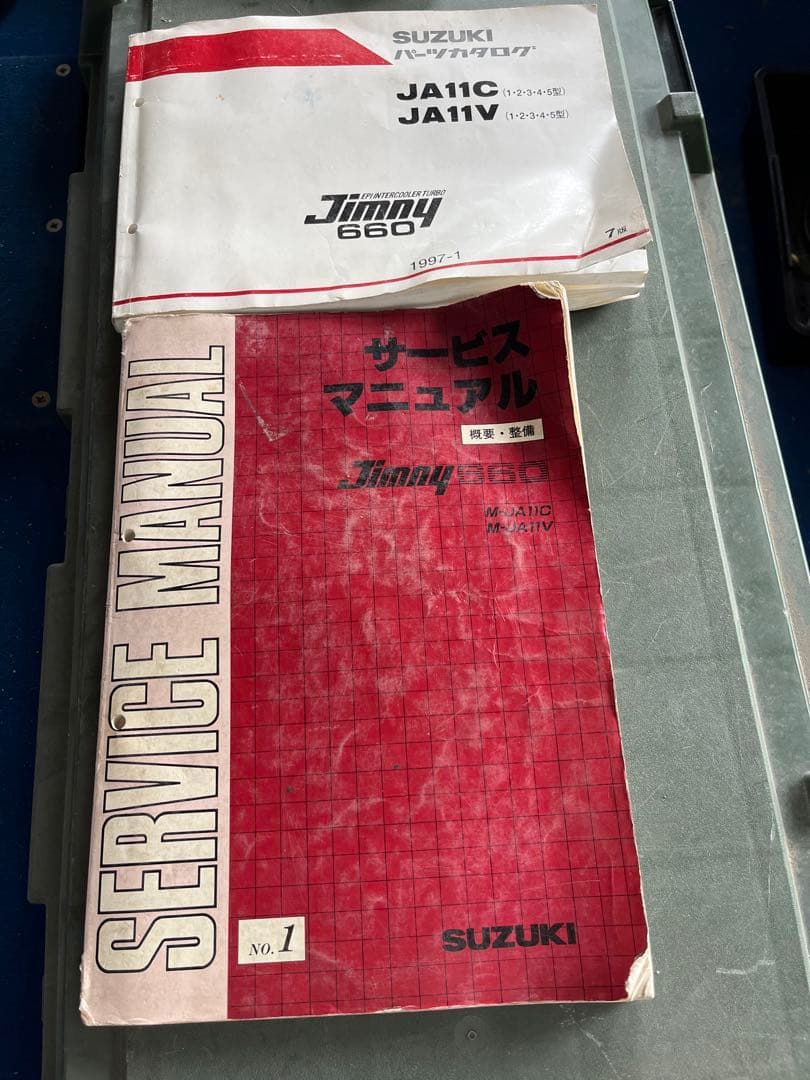 SUZUKI
パーツカタログ
JA11C (1・2・3・4・5型)
JA11V (1・2・3・4・5型)
EPI INTERCOOLER TURBO
Jimny
660
7版
1997-1
SERVICE MANUAL
サービス
マニュアル
概要・整備
Jimny 660
M-JA11C
M-JA11V
NO.1
SUZUKI